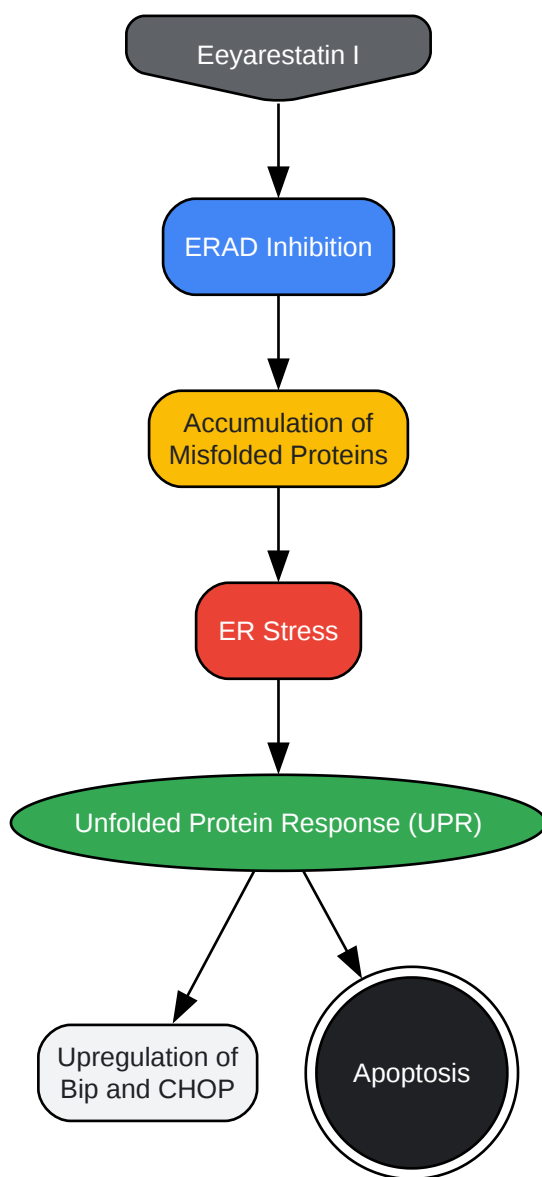 Eeyarestatin I
ERAD Inhibition
Accumulation of
Misfolded Proteins
ER Stress
Unfolded Protein Response (UPR)
Upregulation of
Bip and CHOP
Apoptosis